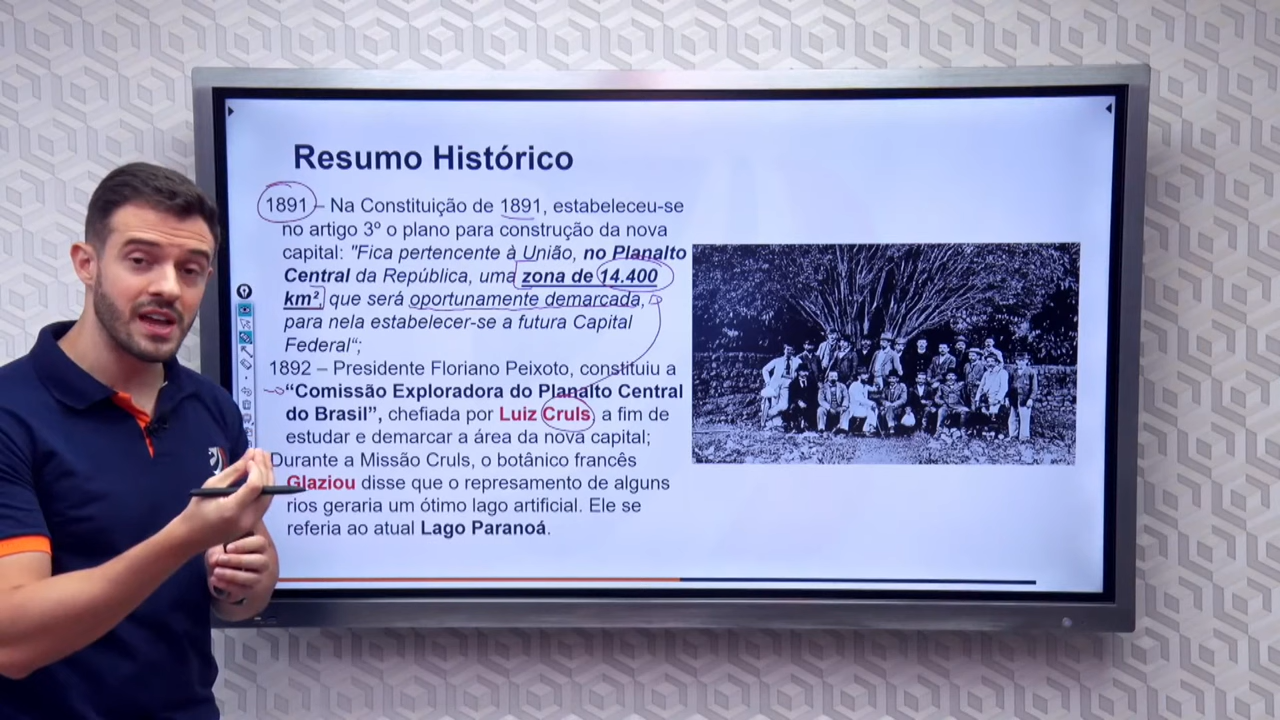 Resumo Histórico
1891 – Na Constituição de 1891, estabeleceu-se
no artigo 3º o plano para construção da nova
capital: "Fica pertencente à União, no Planalto
Central da República, uma zona de 14.400
km², que será oportunamente demarcada,
para nela estabelecer-se a futura Capital
Federal“;
1892 – Presidente Floriano Peixoto, constituiu a
“Comissão Exploradora do Planalto Central
do Brasil”, chefiada por Luiz Cruls, a fim de
estudar e demarcar a área da nova capital;
Durante a Missão Cruls, o botânico francês
Glaziou disse que o represamento de alguns
rios geraria um ótimo lago artificial. Ele se
referia ao atual Lago Paranoá.